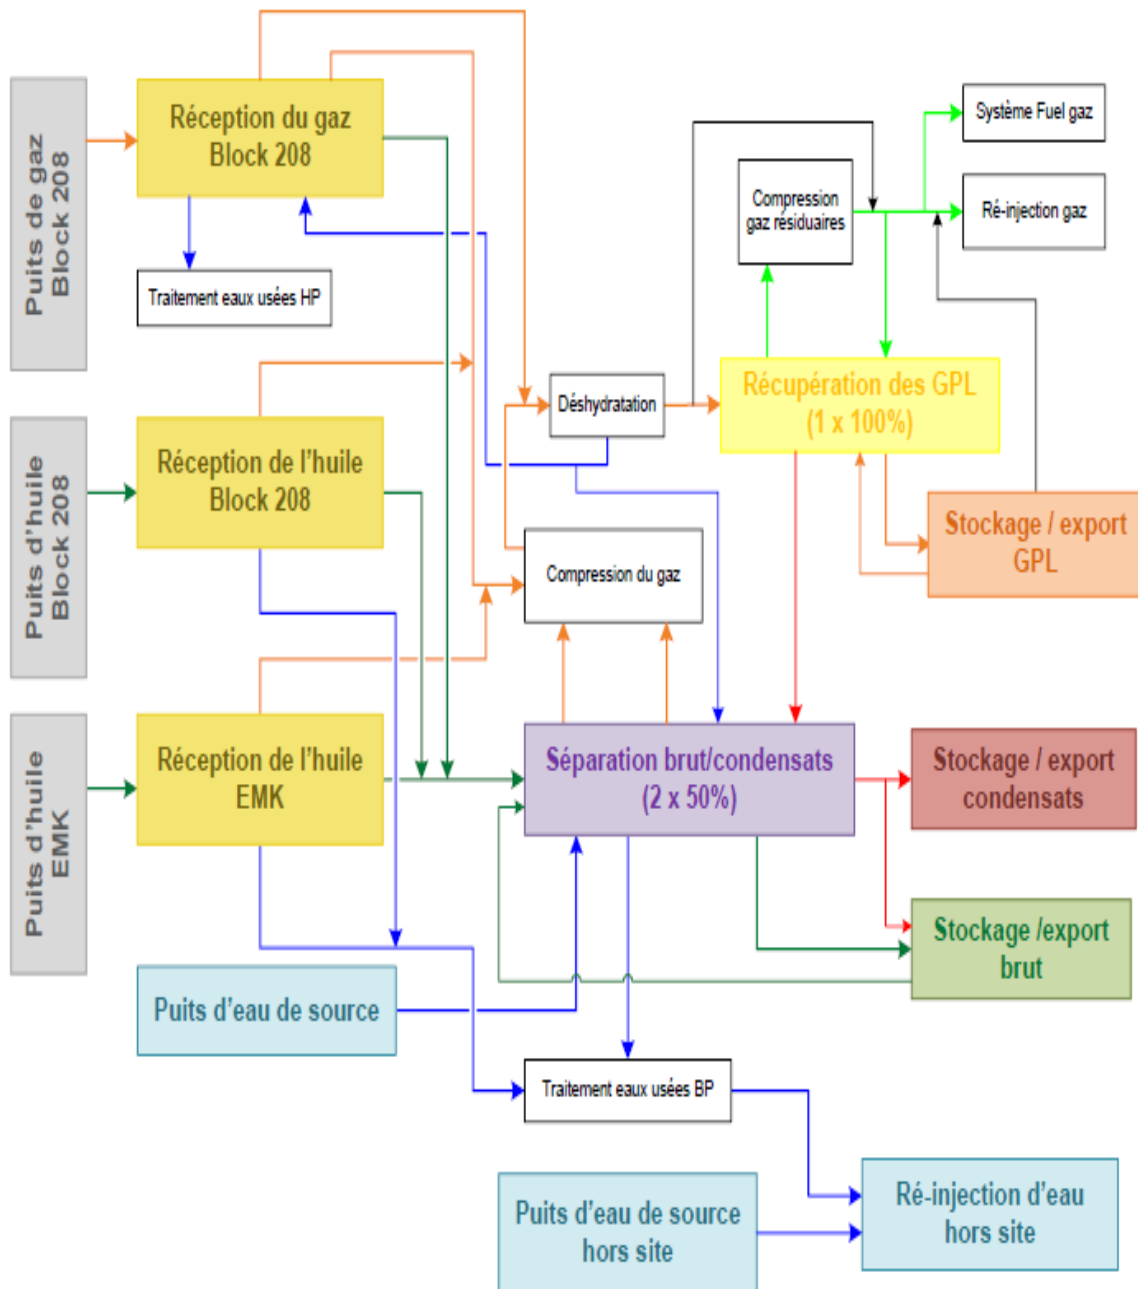 Puits de gaz
Block 208
Réception du gaz
Block 208
Traitement eaux usées HP
Système Fuel gaz
Compression
gaz résiduaires
Ré-injection gaz
Puits d'huile
Block 208
Réception de l'huile
Block 208
Déshydratation
Récupération des GPL
(1 x 100%)
Stockage / export
GPL
Compression du gaz
Puits d'huile
EMK
Réception de l'huile
EMK
Séparation brut/condensats
(2 x 50%)
Stockage / export
condensats
Stockage /export
brut
Puits d'eau de source
Traitement eaux usées BP
Puits d'eau de source
hors site
Ré-injection d'eau
hors site